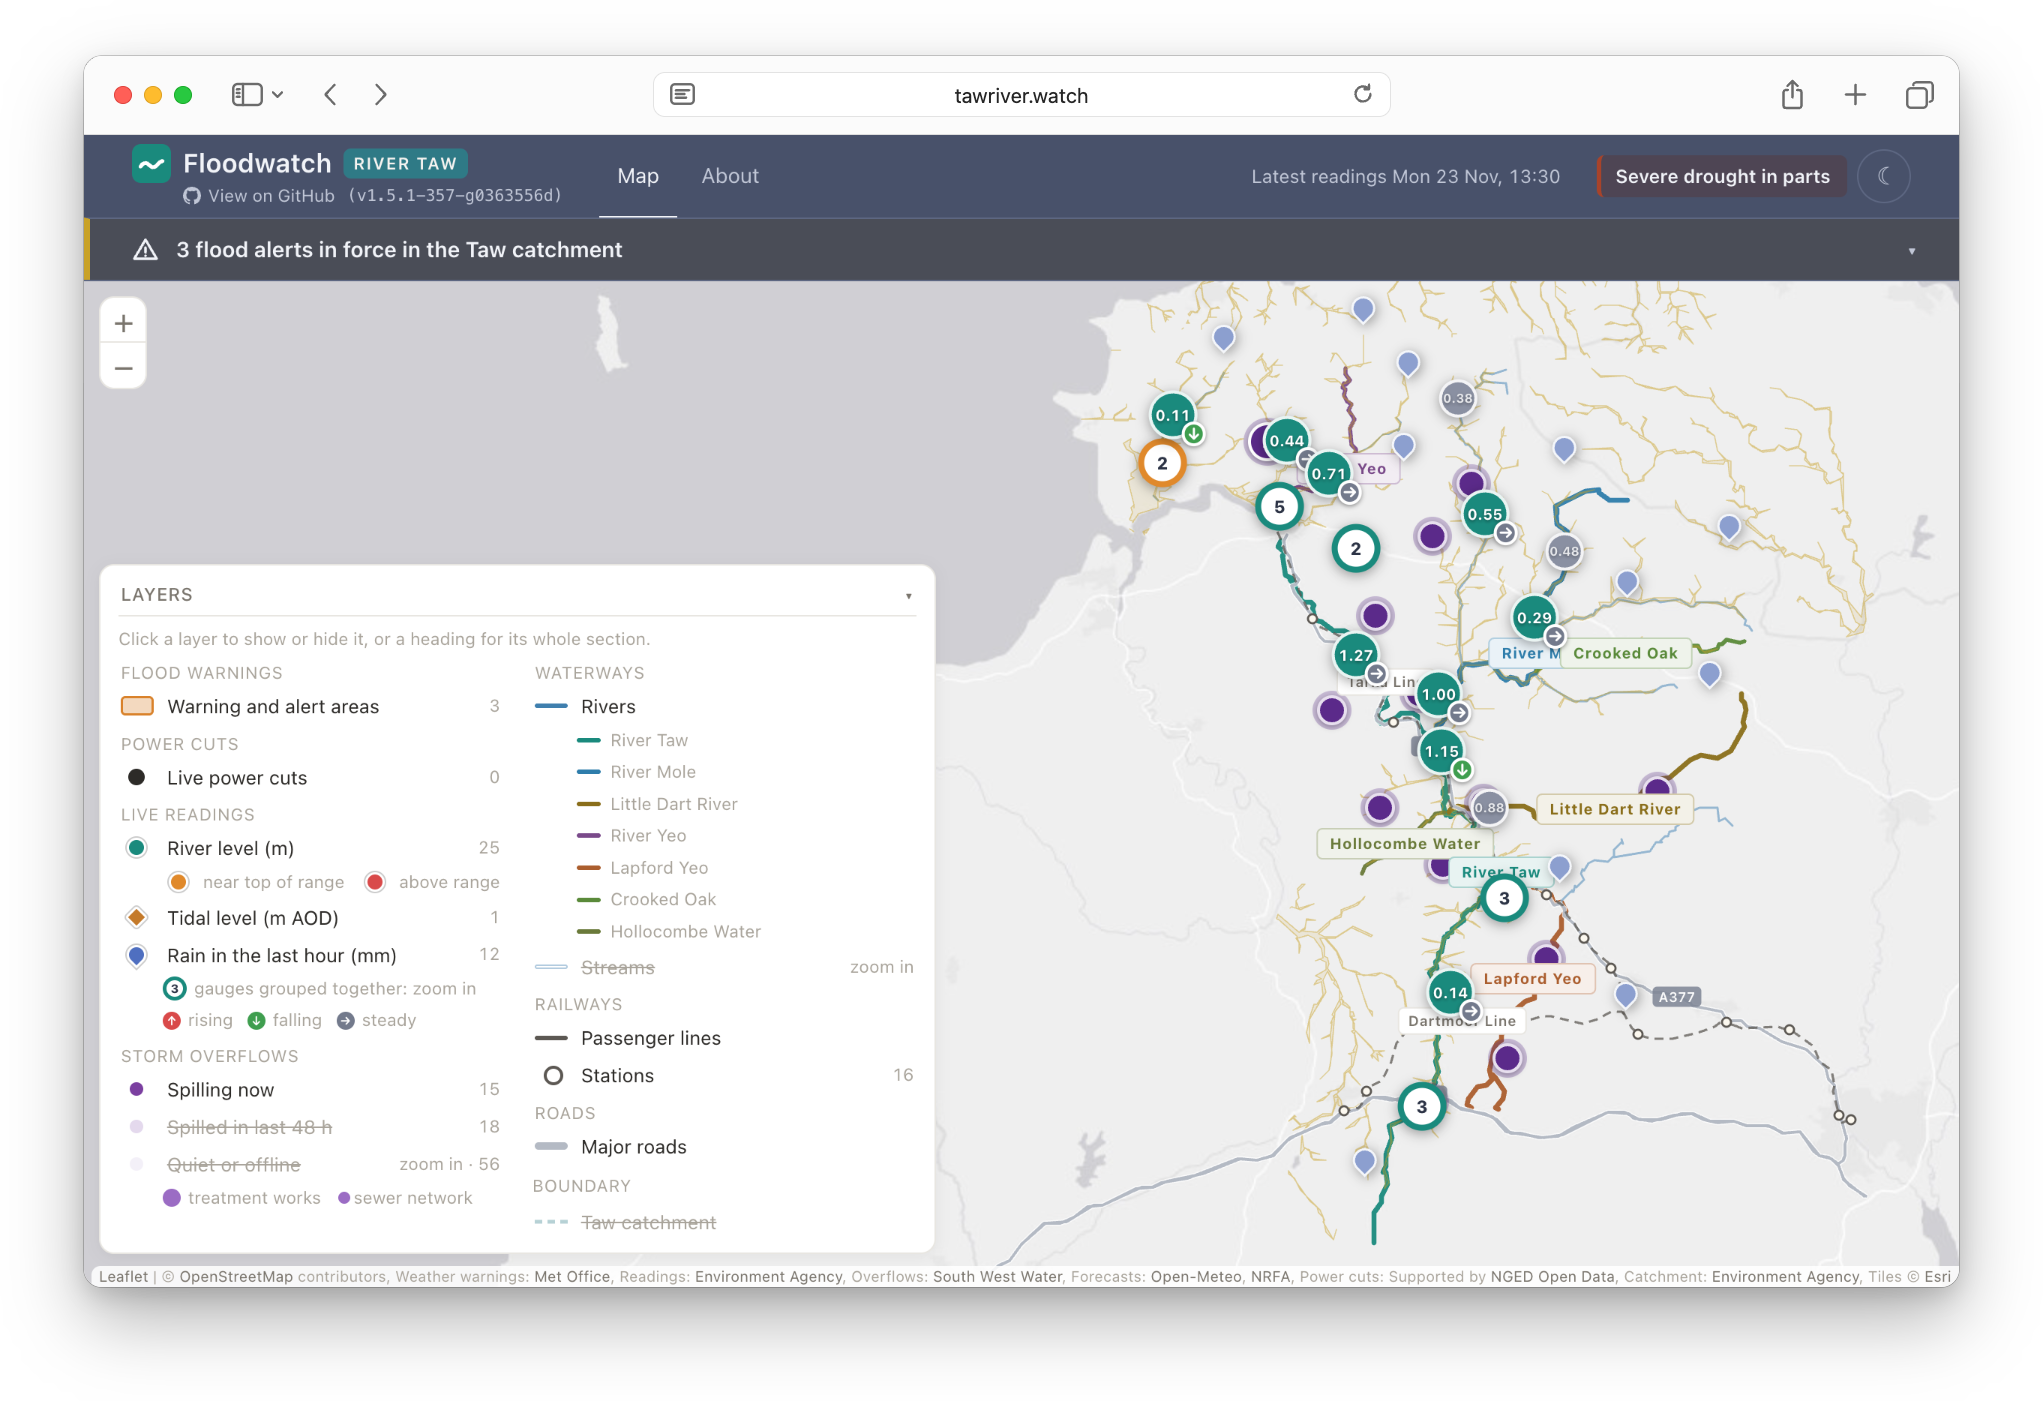 tawriver.watch
Floodwatch RIVER TAW
View on GitHub (v1.5.1-357-g0363556d)
Map
About
Latest readings Mon 23 Nov, 13:30
Severe drought in parts
3 flood alerts in force in the Taw catchment
+
−
LAYERS
Click a layer to show or hide it, or a heading for its whole section.
FLOOD WARNINGS
Warning and alert areas 3
POWER CUTS
Live power cuts 0
LIVE READINGS
River level (m) 25
near top of range above range
Tidal level (m AOD) 1
Rain in the last hour (mm) 12
3 gauges grouped together: zoom in
rising falling steady
STORM OVERFLOWS
Spilling now 15
Spilled in last 48 h 18
Quiet or offline zoom in · 56
treatment works sewer network
WATERWAYS
Rivers
River Taw
River Mole
Little Dart River
River Yeo
Lapford Yeo
Crooked Oak
Hollocombe Water
Streams zoom in
RAILWAYS
Passenger lines
Stations 16
ROADS
Major roads
BOUNDARY
Taw catchment
0.38
0.11
0.44
2
0.71
Yeo
5
0.55
2
0.48
0.29
1.27
River M
Crooked Oak
1.00
1.15
0.88
Little Dart River
Hollocombe Water
River Taw
3
Lapford Yeo
0.14
A377
Line
3
Leaflet | © OpenStreetMap contributors, Weather warnings: Met Office, Readings: Environment Agency, Overflows: South West Water, Forecasts: Open-Meteo, NRFA, Power cuts: Supported by NGED Open Data, Catchment: Environment Agency, Tiles © Esri